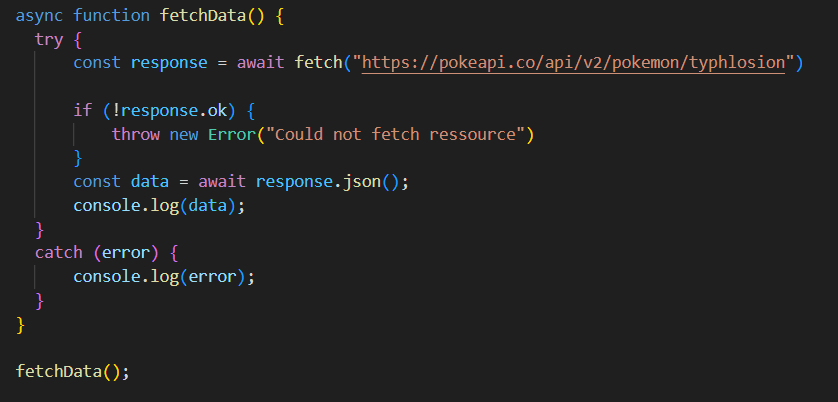 async function fetchData() {
try {
const response = await fetch("https://pokeapi.co/api/v2/pokemon/typhlosion")
if (!response.ok) {
throw new Error("Could not fetch ressource")
}
const data = await response.json();
console.log(data);
}
catch (error) {
console.log(error);
}
}
fetchData();